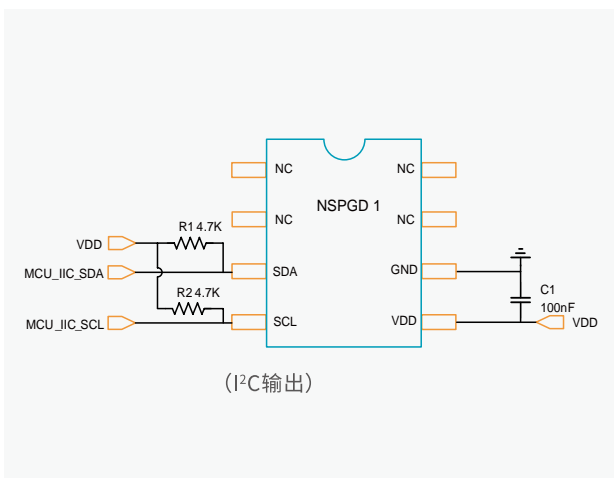 NC
NC
NSPGD 1
NC
NC
R1 4.7K
VDD
MCU_IIC_SDA
SDA
GND
R2 4.7K
C1
100nF
MCU_IIC_SCL
SCL
VDD
VDD
(I²C输出)